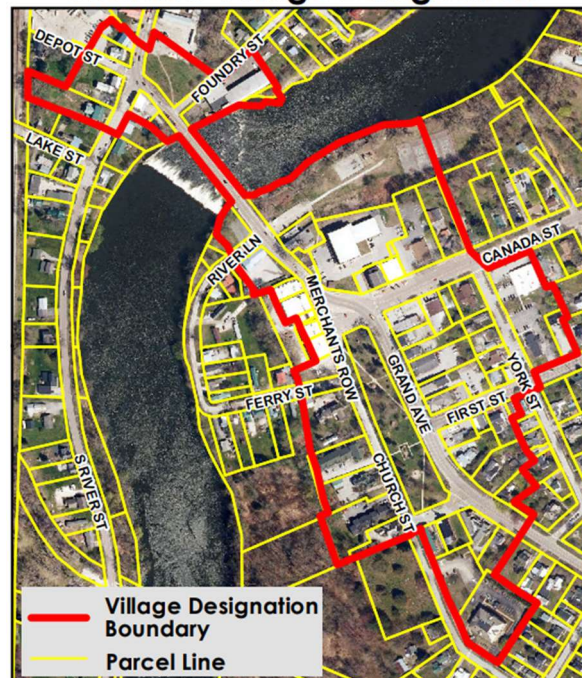 DEPOT ST
FOUNDRY ST
LAKE ST
CANADA ST
RIVER LN
MERCHANTS ROW
GRAND AVE
YORK ST
FERRY ST
FIRST ST
CHURCH ST
S RIVER ST
Village Designation
Boundary
Parcel Line